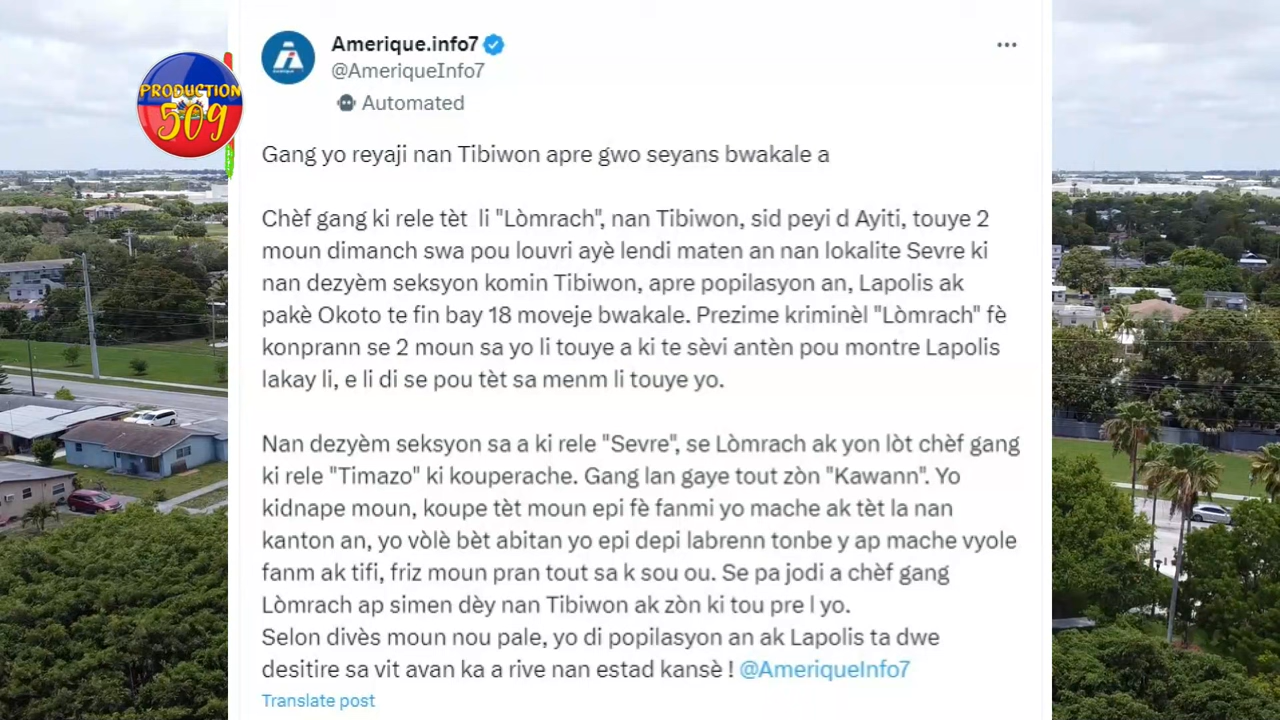 Amerique.info7
@AmeriqueInfo7
Automated
PRODUCTION
509
Gang yo reyaji nan Tibiwon apre gwo seyans bwakale a
Chèf gang ki rele tèt li "Lòmrach", nan Tibiwon, sid peyi d Ayiti, touye 2
moun dimanch swa pou louvri ayè lendi maten an nan lokalite Sevre ki
nan dezyèm seksyon komin Tibiwon, apre popilasyon an, Lapolis ak
pakè Okoto te fin bay 18 moveje bwakale. Prezime kriminèl "Lòmrach" fè
konprann se 2 moun sa yo li touye a ki te sèvi antèn pou montre Lapolis
lakay li, e li di se pou tèt sa menm li touye yo.
Nan dezyèm seksyon sa a ki rele "Sevre", se Lòmrach ak yon lòt chèf gang
ki rele "Timazo" ki kouperache. Gang lan gaye tout zòn "Kawann". Yo
kidnape moun, koupe tèt moun epi fè fanmi yo mache ak tèt la nan
kanton an, yo vòlè bèt abitan yo epi depi labrenn tonbe y ap mache vyole
fanm ak tifi, friz moun pran tout sa k sou ou. Se pa jodi a chèf gang
Lòmrach ap simen dèy nan Tibiwon ak zòn ki tou pre l yo.
Selon divès moun nou pale, yo di popilasyon an ak Lapolis ta dwe
desitire sa vit avan ka a rive nan estad kansè ! @AmeriqueInfo7
Translate post